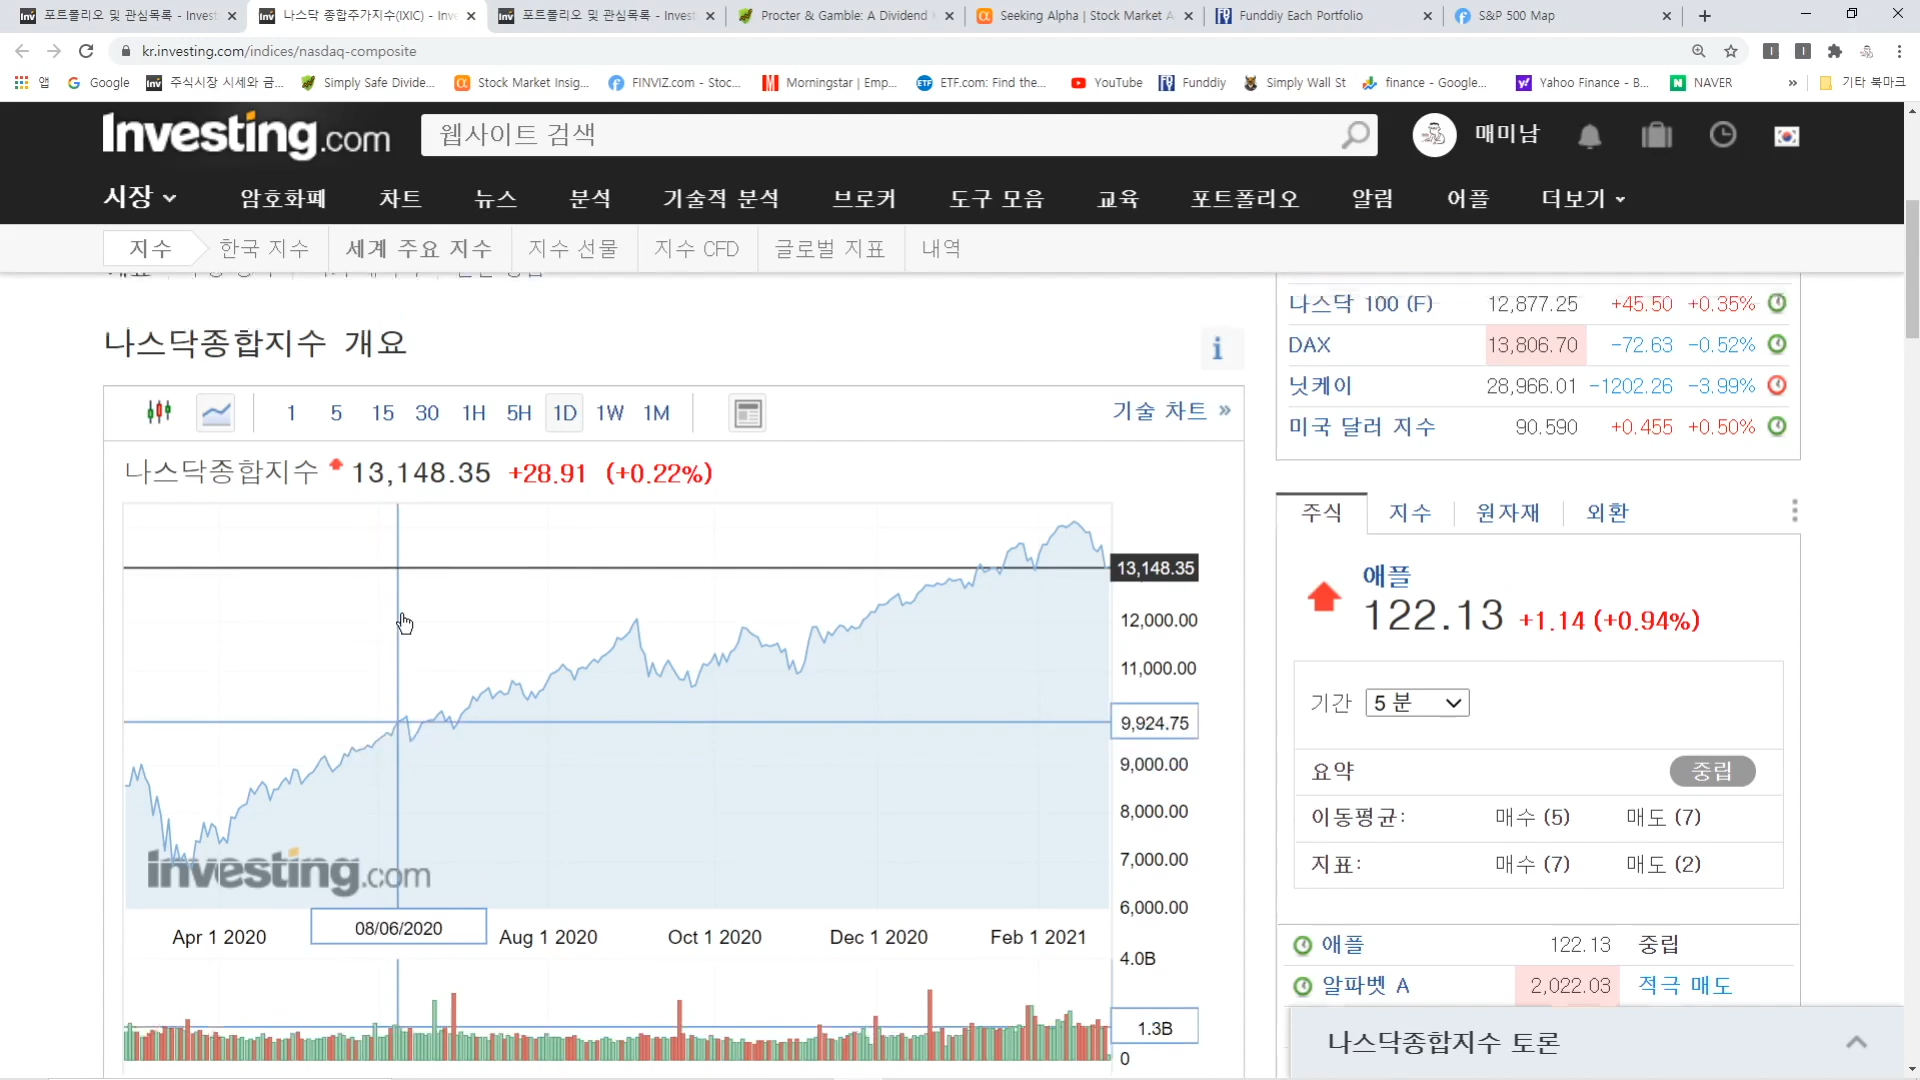 포트폴리오 및 관심목록 - Invest
나스닥 종합주가지수(IXIC) - Inve
포트폴리오 및 관심목록 - Invest
Procter & Gamble: A Dividend
Seeking Alpha | Stock Market A
Funddiy Each Portfolio
S&P 500 Map
kr.investing.com/indices/nasdaq-composite
앱
Google
주식시장 시세와 금...
Simply Safe Divide...
Stock Market Insig...
FINVIZ.com - Stoc...
Morningstar | Emp...
ETF.com: Find the...
YouTube
Funddiy
Simply Wall St
finance - Google...
Yahoo Finance - B...
NAVER
»
기타 북마크
Investing.com
웹사이트 검색
매미남
시장 암호화폐 차트 뉴스 분석 기술적 분석 브로커 도구 모음 교육 포트폴리오 알림 어플 더보기
지수 한국 지수 세계 주요 지수 지수 선물 지수 CFD 글로벌 지표 내역
나스닥종합지수 개요
i
1 5 15 30 1H 5H 1D 1W 1M
기술 차트 »
나스닥종합지수 13,148.35 +28.91 (+0.22%)
13,148.35
12,000.00
11,000.00
9,924.75
9,000.00
8,000.00
7,000.00
6,000.00
investing.com
Apr 1 2020 08/06/2020 Aug 1 2020 Oct 1 2020 Dec 1 2020 Feb 1 2021
4.0B
1.3B
0
나스닥 100 (F) 12,877.25 +45.50 +0.35%
DAX 13,806.70 -72.63 -0.52%
닛케이 28,966.01 -1202.26 -3.99%
미국 달러 지수 90.590 +0.455 +0.50%
주식 지수 원자재 외환
애플
122.13 +1.14 (+0.94%)
기간 5 분
요약 중립
이동평균: 매수 (5) 매도 (7)
지표: 매수 (7) 매도 (2)
애플 122.13 중립
알파벳 A 2,022.03 적극 매도
나스닥종합지수 토론